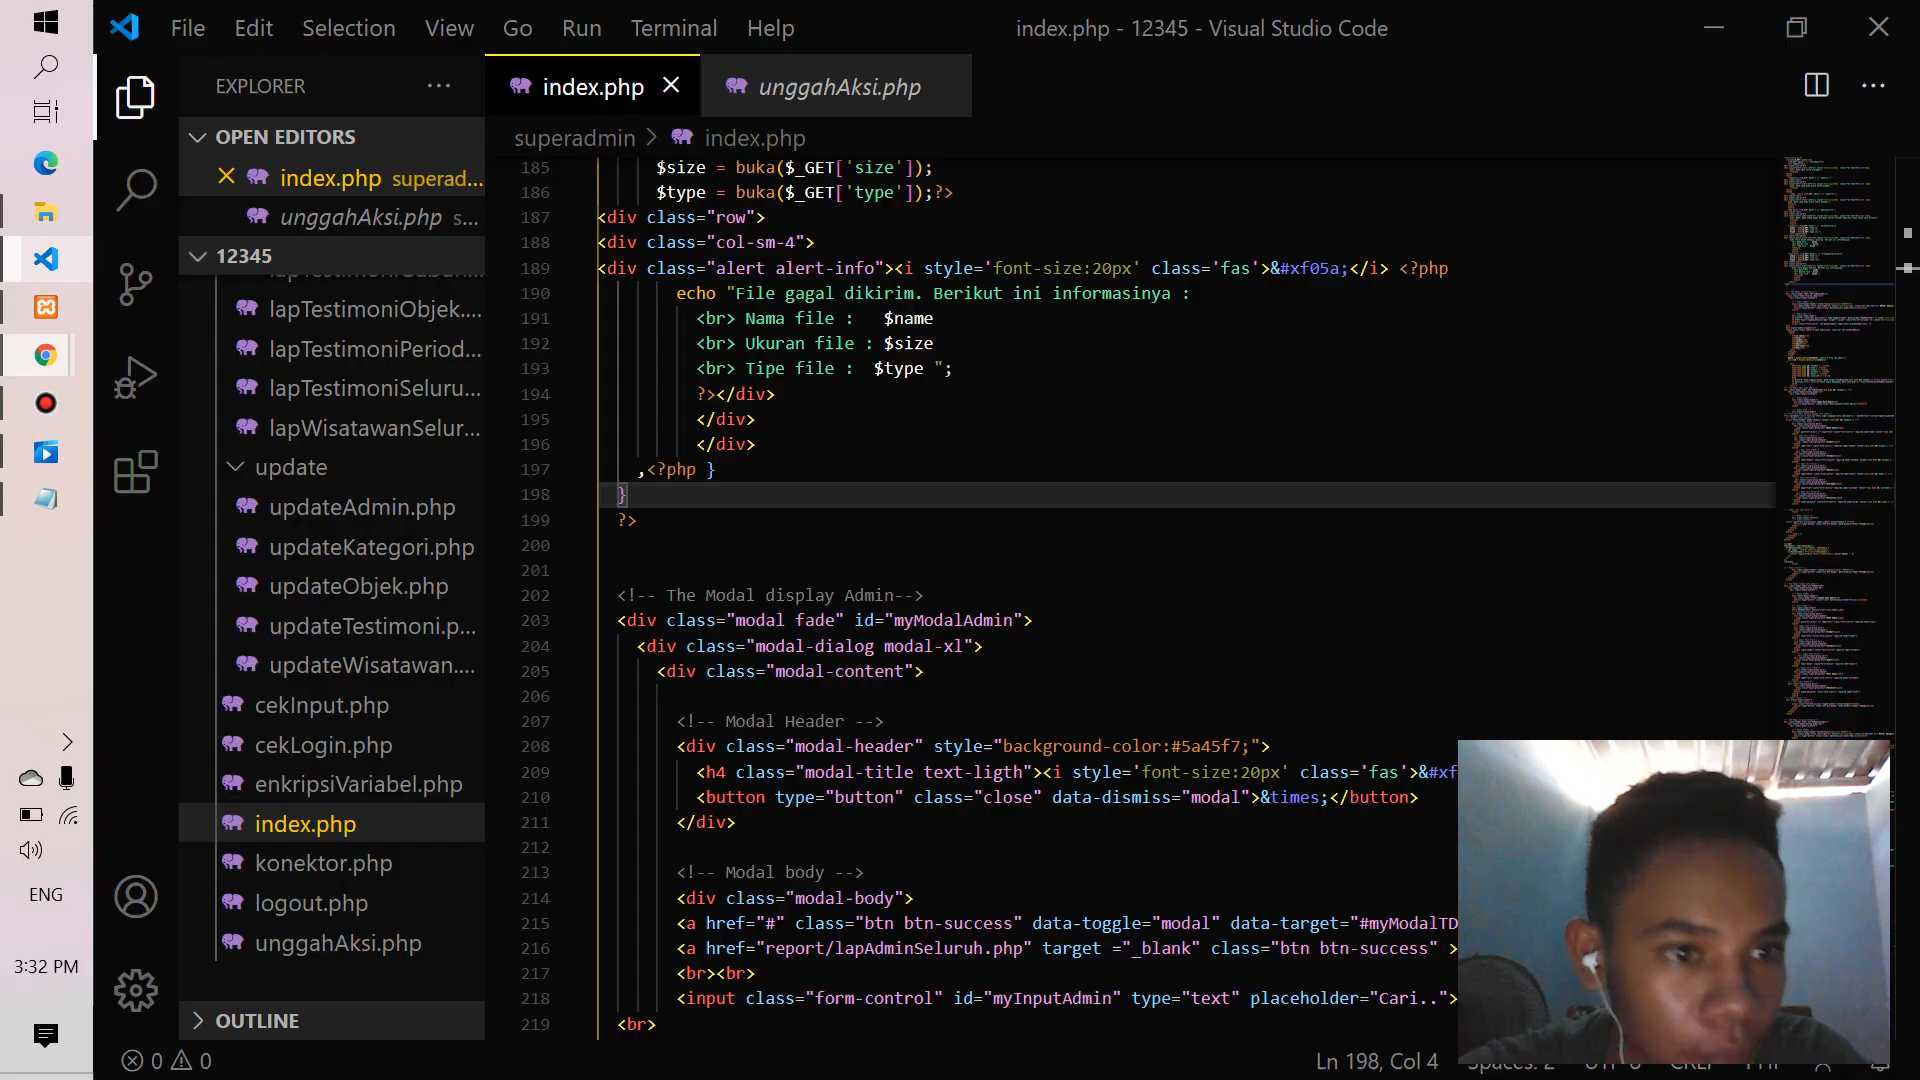 File Edit Selection View Go Run Terminal Help
index.php - 12345 - Visual Studio Code
EXPLORER
index.php
unggahAksi.php
OPEN EDITORS
index.php superad...
unggahAksi.php s...
12345
lapTestimoniObjek....
lapTestimoniPeriod...
lapTestimoniSeluru...
lapWisatawanSelur...
update
updateAdmin.php
updateKategori.php
updateObjek.php
updateTestimoni.p...
updateWisatawan....
cekInput.php
cekLogin.php
enkripsiVariabel.php
index.php
konektor.php
logout.php
unggahAksi.php
OUTLINE
superadmin > index.php
185 $size = buka($_GET['size']);
186 $type = buka($_GET['type']);?>
187 <div class="row">
188 <div class="col-sm-4">
189 <div class="alert alert-info"><i style='font-size:20px' class='fas'>&#xf05a;</i> <?php
190 echo "File gagal dikirim. Berikut ini informasinya :
191 <br> Nama file : $name
192 <br> Ukuran file : $size
193 <br> Tipe file : $type ";
194 ?></div>
195 </div>
196 </div>
197 ,<?php }
198 }
199 ?>
200
201
202 <!-- The Modal display Admin-->
203 <div class="modal fade" id="myModalAdmin">
204 <div class="modal-dialog modal-xl">
205 <div class="modal-content">
206
207 <!-- Modal Header -->
208 <div class="modal-header" style="background-color:#5a45f7;">
209 <h4 class="modal-title text-ligth"><i style='font-size:20px' class='fas'>&#xf
210 <button type="button" class="close" data-dismiss="modal">&times;</button>
211 </div>
212
213 <!-- Modal body -->
214 <div class="modal-body">
215 <a href="#" class="btn btn-success" data-toggle="modal" data-target="#myModalTD
216 <a href="report/lapAdminSeluruh.php" target ="_blank" class="btn btn-success" >
217 <br><br>
218 <input class="form-control" id="myInputAdmin" type="text" placeholder="Cari..">
219 <br>
ENG
3:32 PM
0 0
Ln 198, Col 4